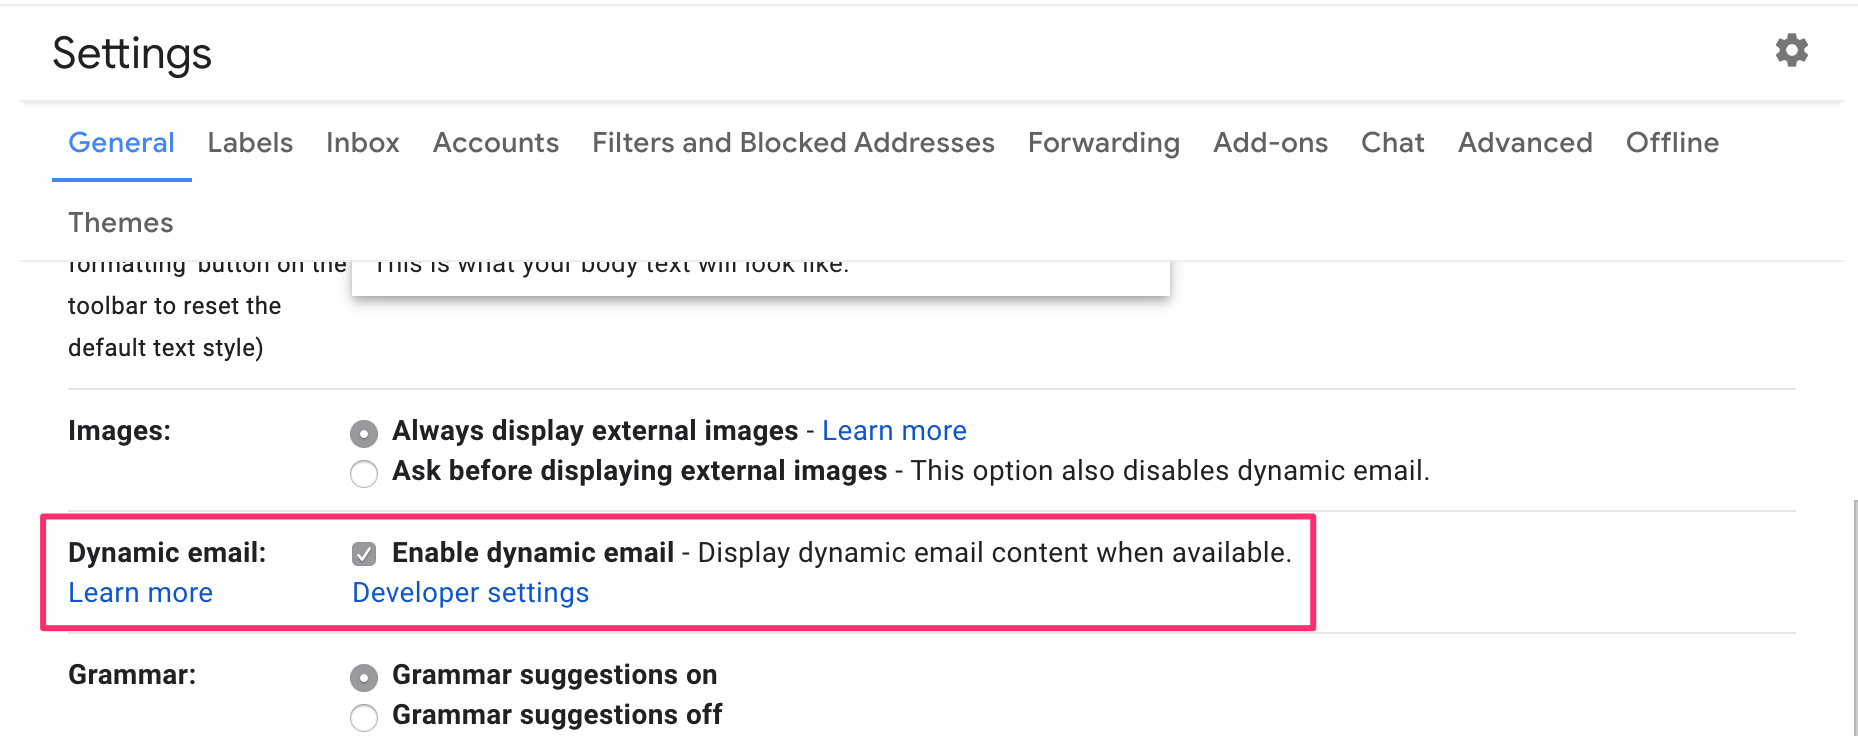 Settings
General Labels Inbox Accounts Filters and Blocked Addresses Forwarding Add-ons Chat Advanced Offline
Themes
formatting' button on the
This is what your body text will look like.
toolbar to reset the
default text style)
Images:
Always display external images - Learn more
Ask before displaying external images - This option also disables dynamic email.
Dynamic email:
Enable dynamic email - Display dynamic email content when available.
Learn more
Developer settings
Grammar:
Grammar suggestions on
Grammar suggestions off